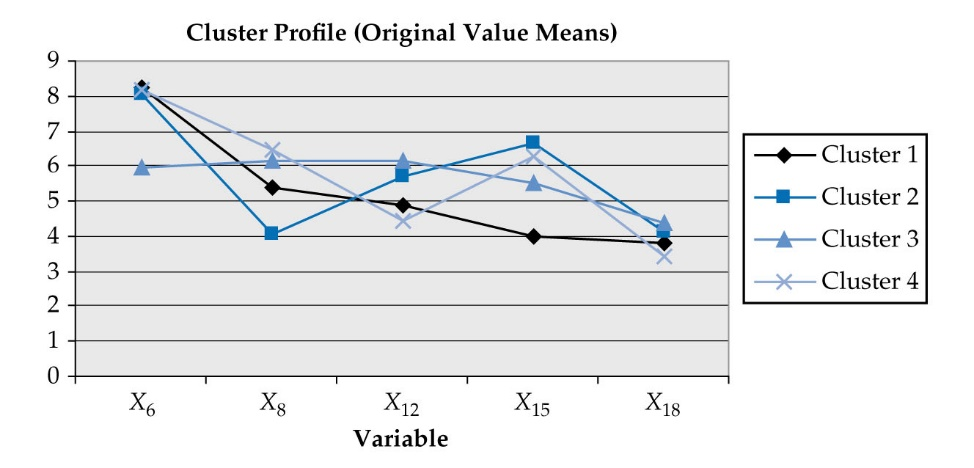 Cluster Profile (Original Value Means)
9
8
7
6
5
4
3
2
1
0
X6 X8 X12 X15 X18
Variable
Cluster 1
Cluster 2
Cluster 3
Cluster 4